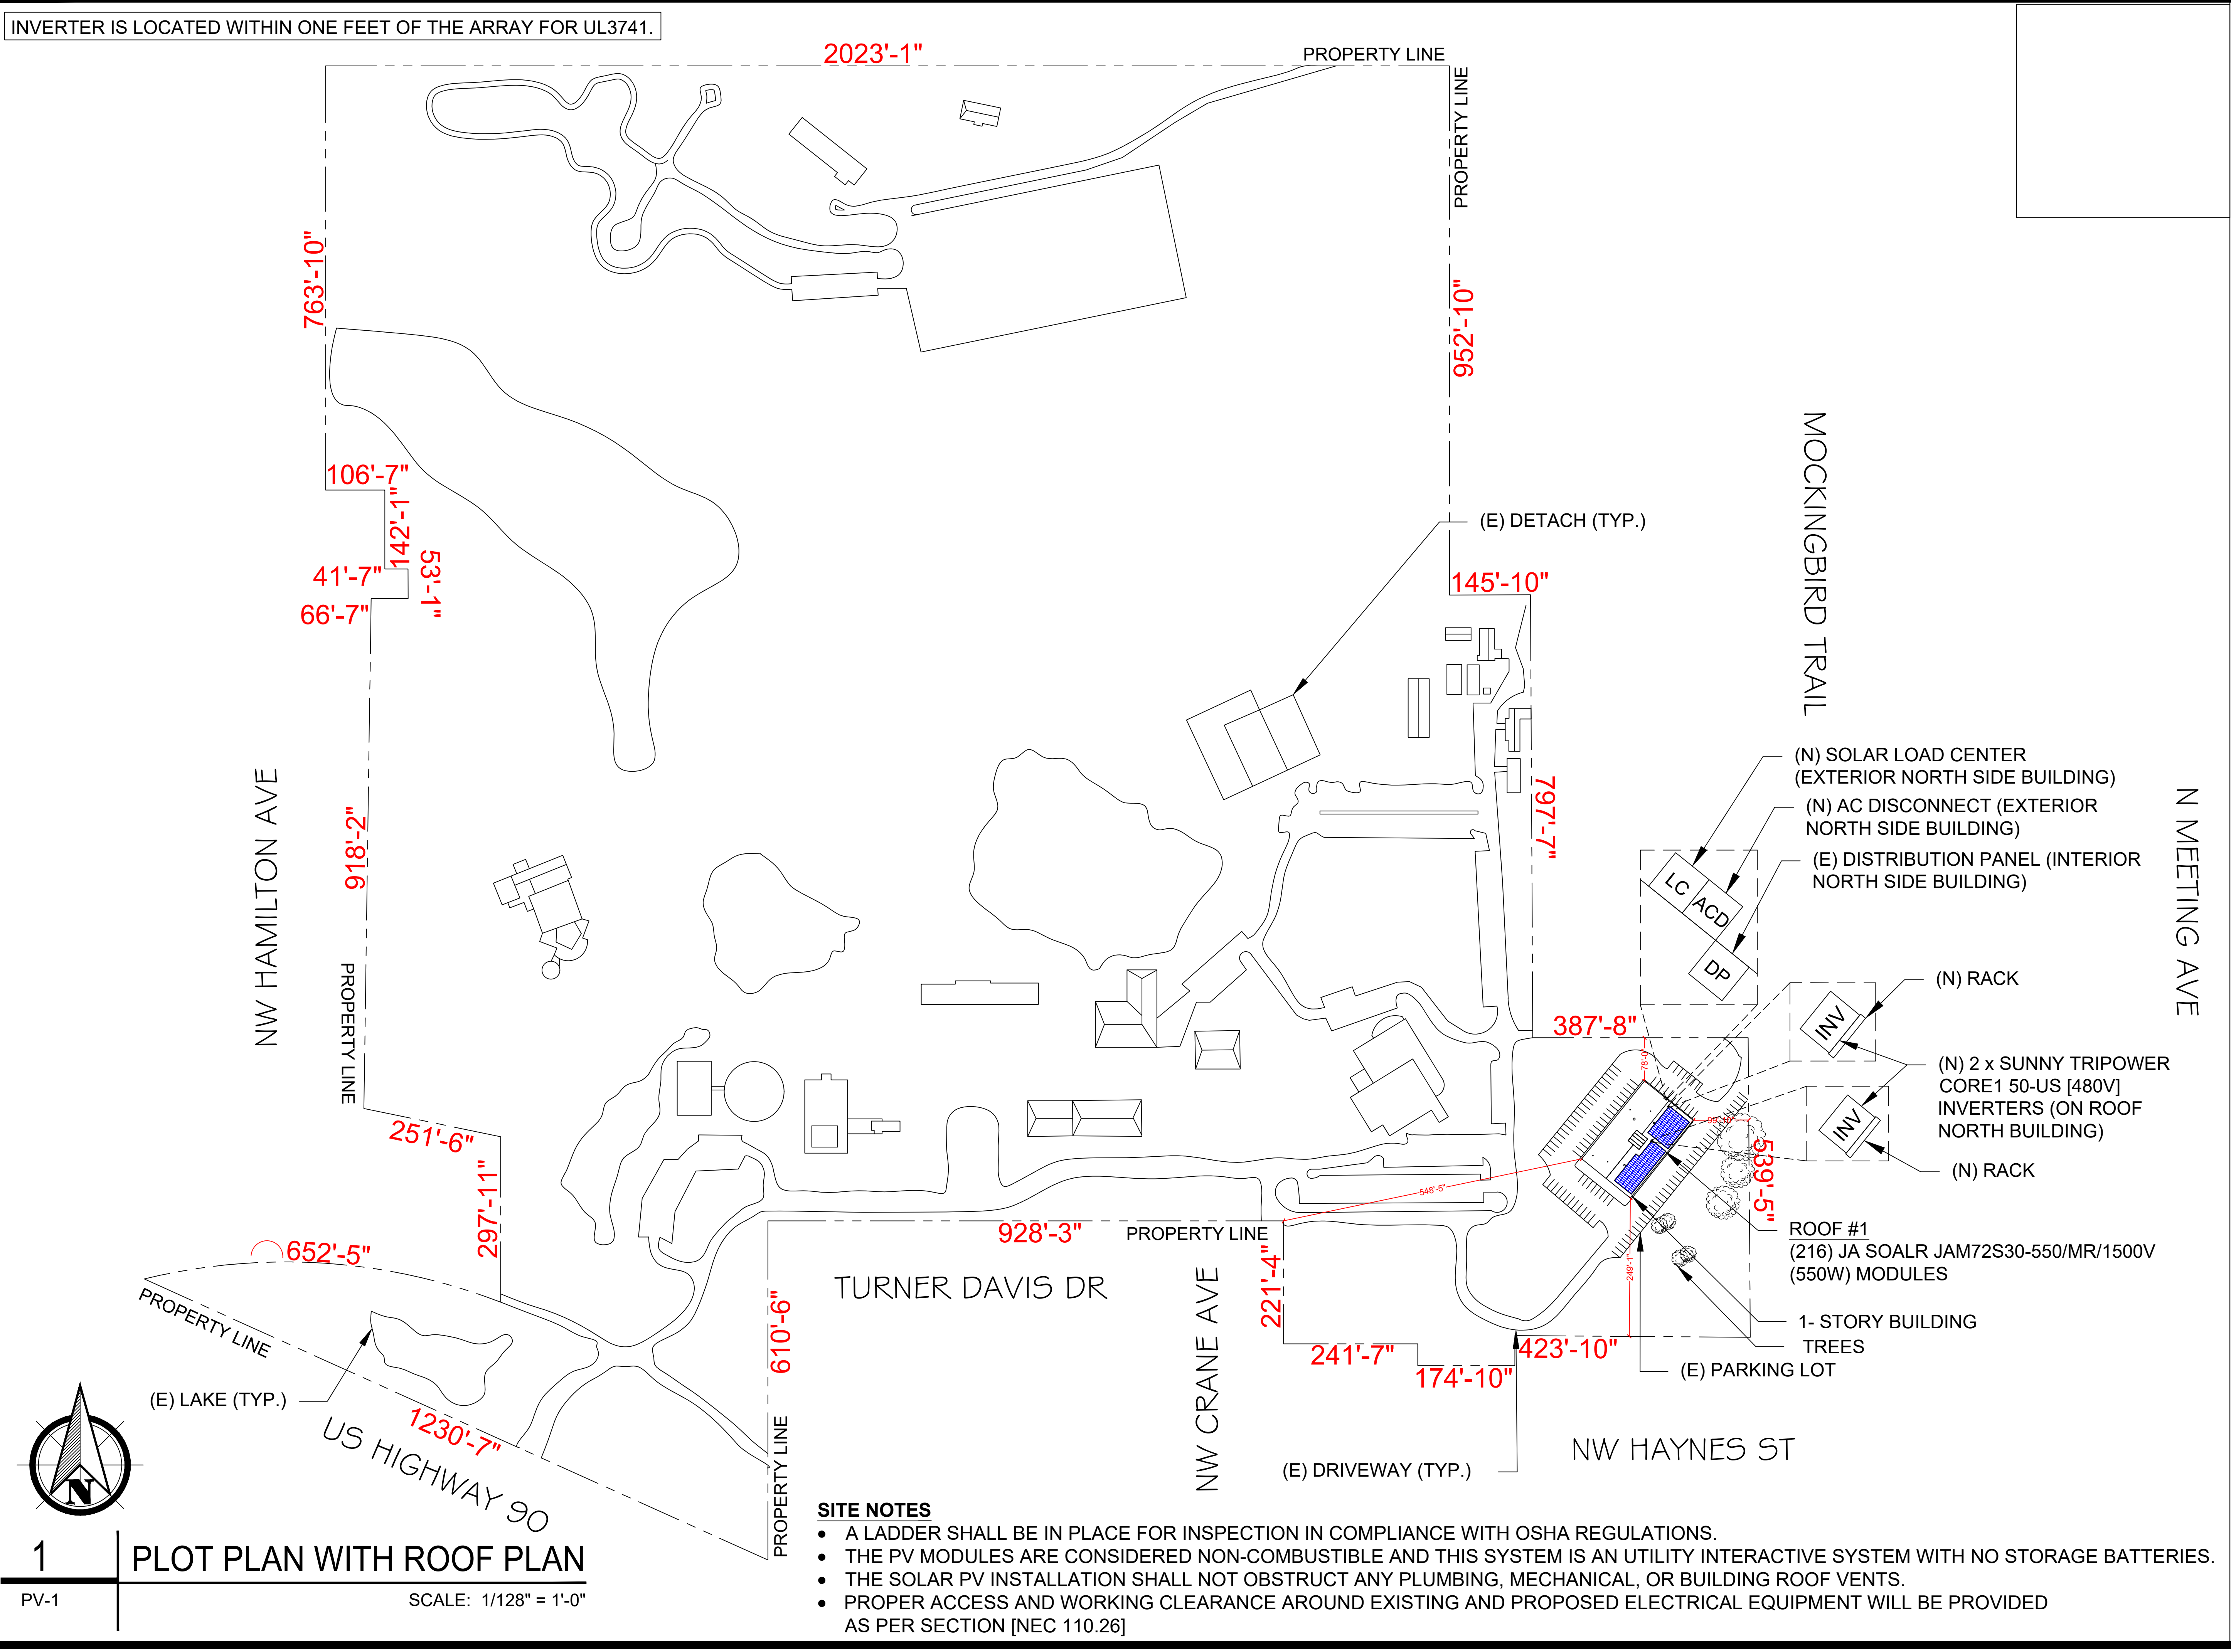 INVERTER IS LOCATED WITHIN ONE FEET OF THE ARRAY FOR UL3741.
2023'-1"
PROPERTY LINE
PROPERTY LINE
763'-10"
952'-10"
106'-7"
142'-1"
53'-1"
41'-7"
66'-7"
(E) DETACH (TYP.)
145'-10"
MOCKINGBIRD TRAIL
(N) SOLAR LOAD CENTER
(EXTERIOR NORTH SIDE BUILDING)
(N) AC DISCONNECT (EXTERIOR
NORTH SIDE BUILDING)
(E) DISTRIBUTION PANEL (INTERIOR
NORTH SIDE BUILDING)
LC
ACD
DP
N MEETING AVE
NW HAMILTON AVE
918'-2"
797'-7"
PROPERTY LINE
(N) RACK
INV
387'-8"
78'-0"
(N) 2 x SUNNY TRIPOWER
CORE1 50-US [480V]
INVERTERS (ON ROOF
NORTH BUILDING)
INV
(N) RACK
539'-5"
251'-6"
297'-11"
548'-5"
ROOF #1
(216) JA SOALR JAM72S30-550/MR/1500V
(550W) MODULES
652'-5"
928'-3"
PROPERTY LINE
221'-4"
249'-1"
PROPERTY LINE
TURNER DAVIS DR
NW CRANE AVE
610'-6"
1- STORY BUILDING
TREES
(E) PARKING LOT
241'-7"
174'-10"
423'-10"
(E) LAKE (TYP.)
1230'-7"
US HIGHWAY 90
PROPERTY LINE
(E) DRIVEWAY (TYP.)
NW HAYNES ST
N
SITE NOTES
• A LADDER SHALL BE IN PLACE FOR INSPECTION IN COMPLIANCE WITH OSHA REGULATIONS.
• THE PV MODULES ARE CONSIDERED NON-COMBUSTIBLE AND THIS SYSTEM IS AN UTILITY INTERACTIVE SYSTEM WITH NO STORAGE BATTERIES.
• THE SOLAR PV INSTALLATION SHALL NOT OBSTRUCT ANY PLUMBING, MECHANICAL, OR BUILDING ROOF VENTS.
• PROPER ACCESS AND WORKING CLEARANCE AROUND EXISTING AND PROPOSED ELECTRICAL EQUIPMENT WILL BE PROVIDED
AS PER SECTION [NEC 110.26]
1
PLOT PLAN WITH ROOF PLAN
PV-1
SCALE: 1/128" = 1'-0"